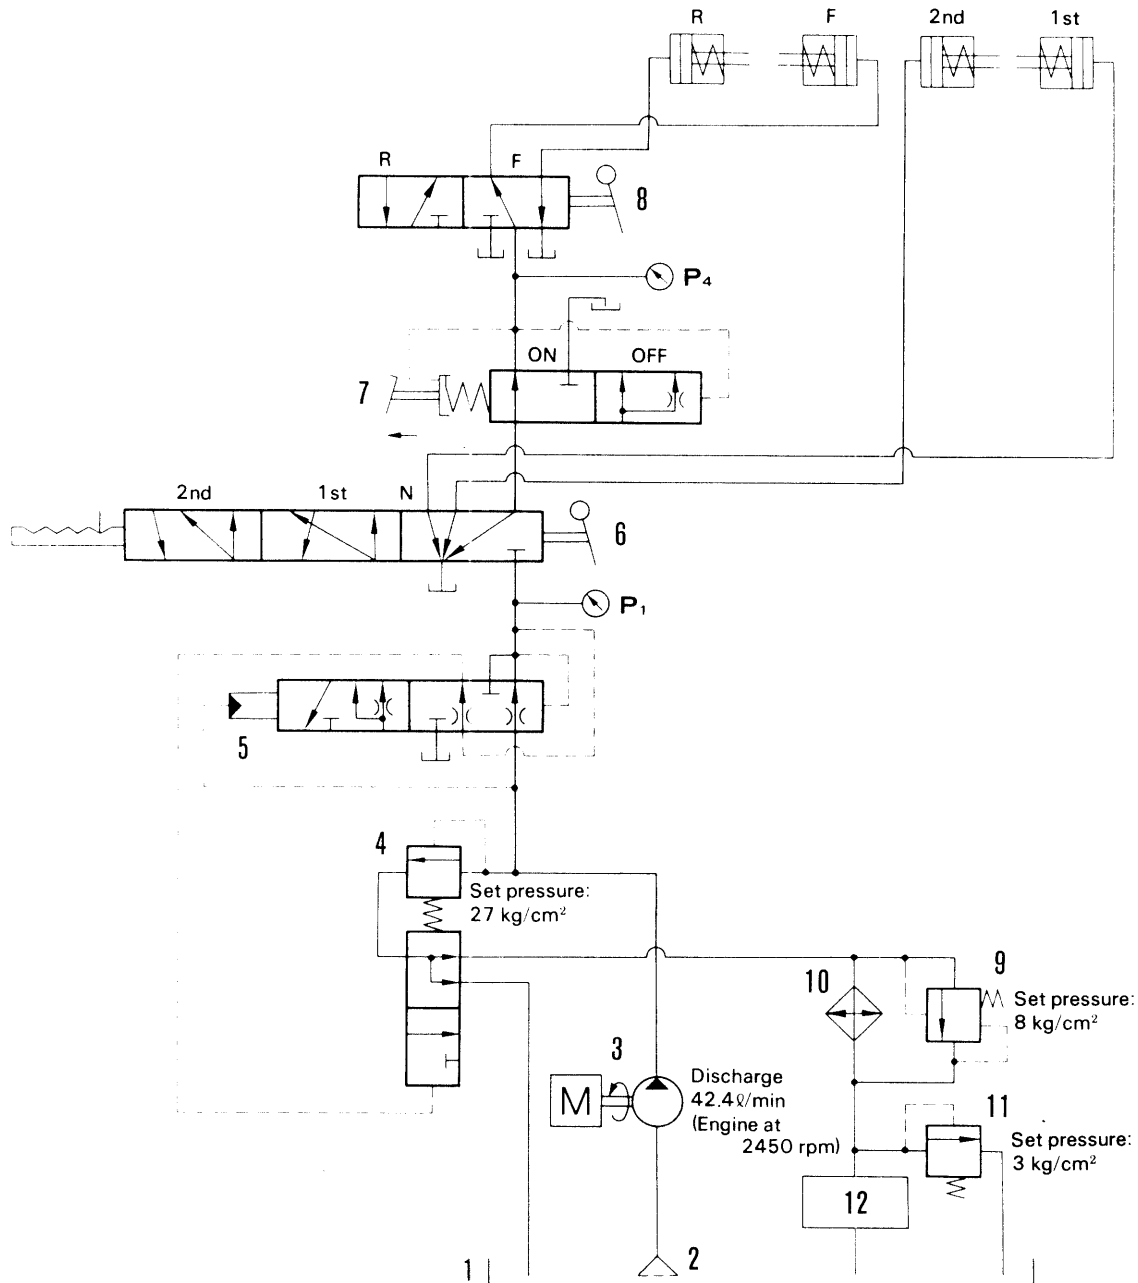 R F 2nd 1st
R F
8
P₄
ON OFF
7
2nd 1st N
6
P₁
5
4
Set pressure:
27 kg/cm²
10
9
Set pressure:
8 kg/cm²
3
M
Discharge
42.4ℓ/min
(Engine at
2450 rpm)
11
Set pressure:
3 kg/cm²
12
1
2